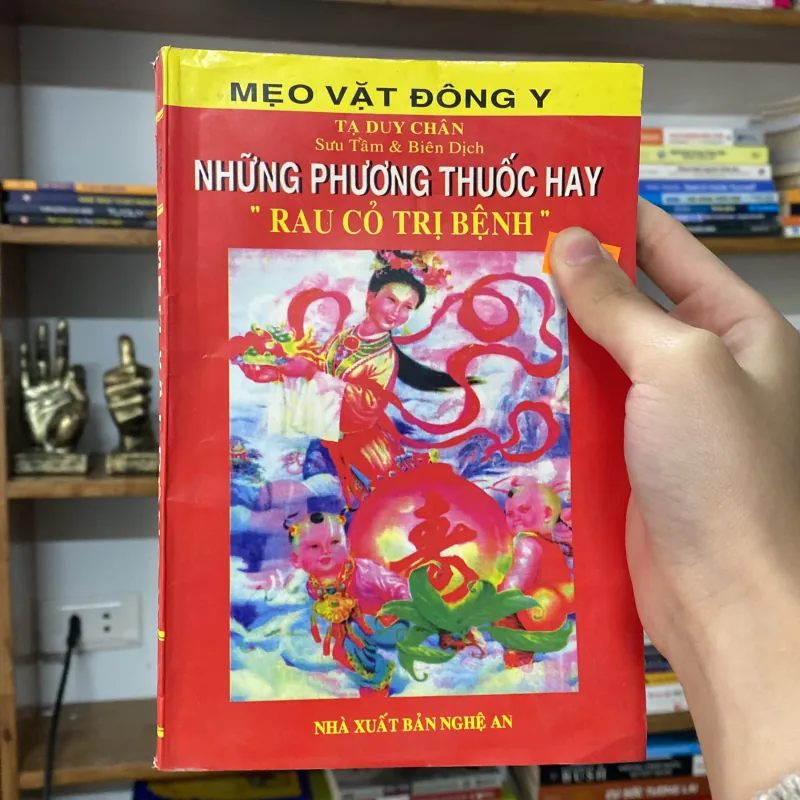 MẸO VẶT ĐÔNG Y
TẠ DUY CHÂN
Sưu Tầm & Biên Dịch
NHỮNG PHƯƠNG THUỐC HAY
" RAU CỎ TRỊ BỆNH "
壽
NHÀ XUẤT BẢN NGHỆ AN